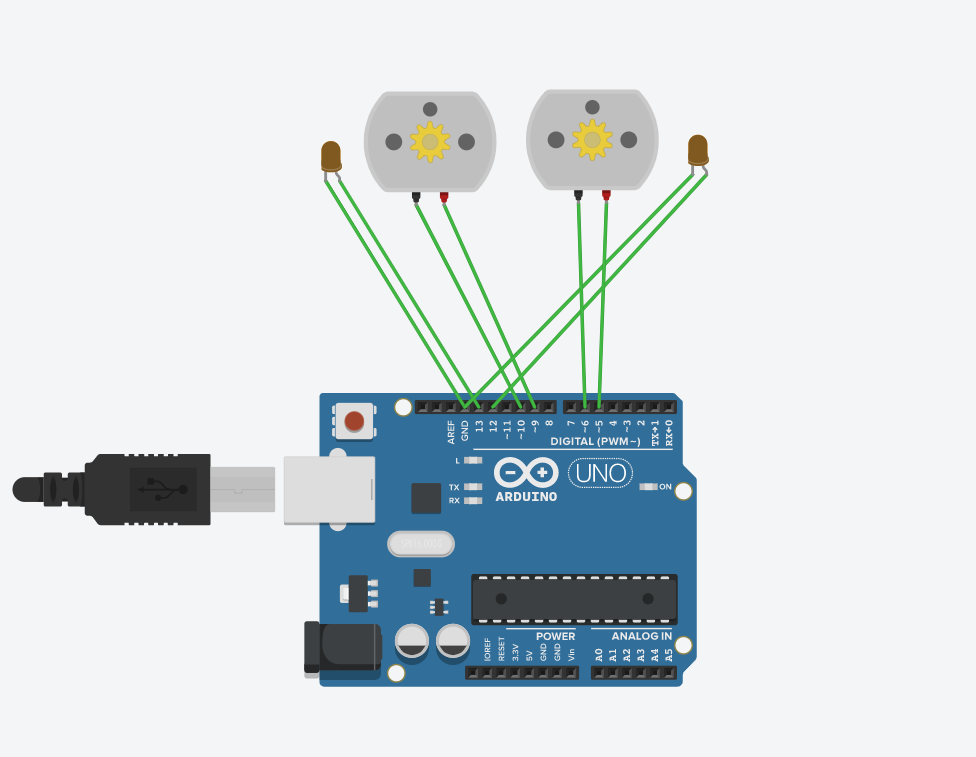 AREF
GND
13
12
~11
~10
~9
8
7
~6
~5
4
~3
2
TX→1
RX←0
DIGITAL (PWM~)
L
TX
RX
ARDUINO
UNO
ON
POWER
ANALOG IN
IOREF
RESET
3.3V
5V
GND
GND
Vin
A0
A1
A2
A3
A4
A5